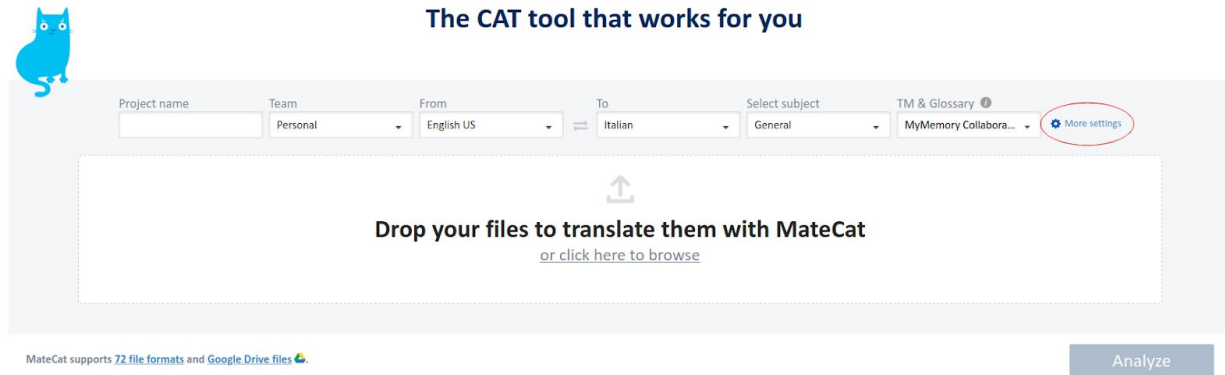 The CAT tool that works for you
Project name Team From To Select subject TM & Glossary i
Personal English US Italian General MyMemory Collabora... More settings
Drop your files to translate them with MateCat
or click here to browse
MateCat supports 72 file formats and Google Drive files.
Analyze